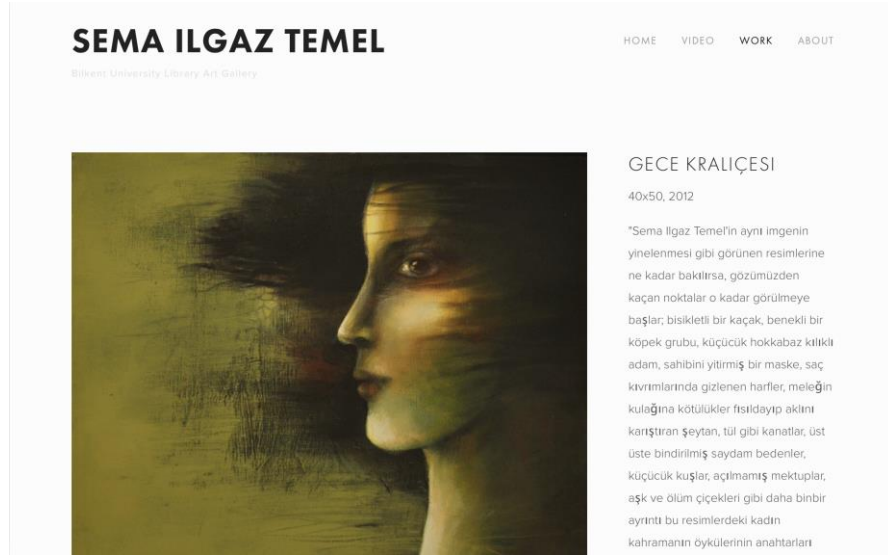 SEMA ILGAZ TEMEL
Bilkent University Library Art Gallery
HOME VIDEO WORK ABOUT
GECE KRALIÇESI
40x50, 2012
"Sema Ilgaz Temel'in aynı imgenin
yinelenmesi gibi görünen resimlerine
ne kadar bakılırsa, gözümüzden
kaçan noktalar o kadar görülmeye
başlar; bisikletli bir kaçak, benekli bir
köpek grubu, küçücük hokkabaz kılıklı
adam, sahibini yitirmiş bir maske, saç
kıvrımlarında gizlenen harfler, meleğin
kulağına kötülükler fısıldayıp aklını
karıştıran şeytan, tül gibi kanatlar, üst
üste bindirilmiş saydam bedenler,
küçücük kuşlar, açılmamış mektuplar,
aşk ve ölüm çiçekleri gibi daha binbir
ayrıntı bu resimlerdeki kadın
kahramanın öykülerinin anahtarları